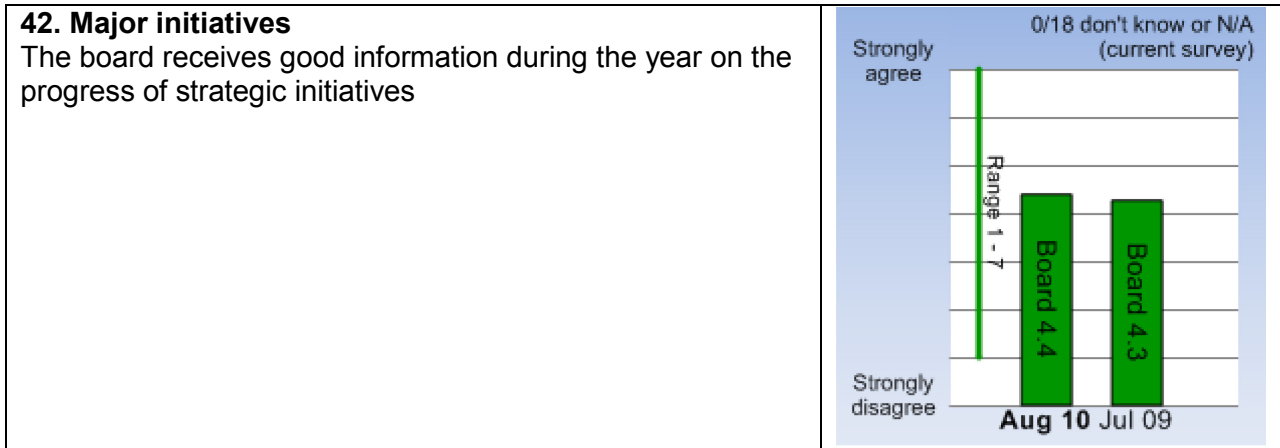 42. Major initiatives
The board receives good information during the year on the
progress of strategic initiatives
0/18 don't know or N/A
(current survey)
Strongly
agree
Range 1 - 7
Board 4.4
Board 4.3
Strongly
disagree
Aug 10 Jul 09